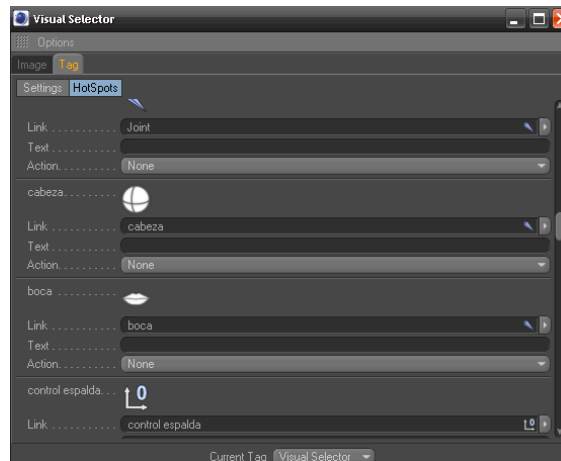 Visual Selector
Options
Image Tag
Settings HotSpots
Link . . . . . . . . . . . Joint
Text . . . . . . . . . . .
Action. . . . . . . . . None
cabeza. . . . . . . .
Link . . . . . . . . . . . cabeza
Text . . . . . . . . . . .
Action. . . . . . . . . None
boca . . . . . . . . . .
Link . . . . . . . . . . . boca
Text . . . . . . . . . . .
Action. . . . . . . . . None
control espalda. . . 0
Link . . . . . . . . . . . control espalda
Current Tag Visual Selector